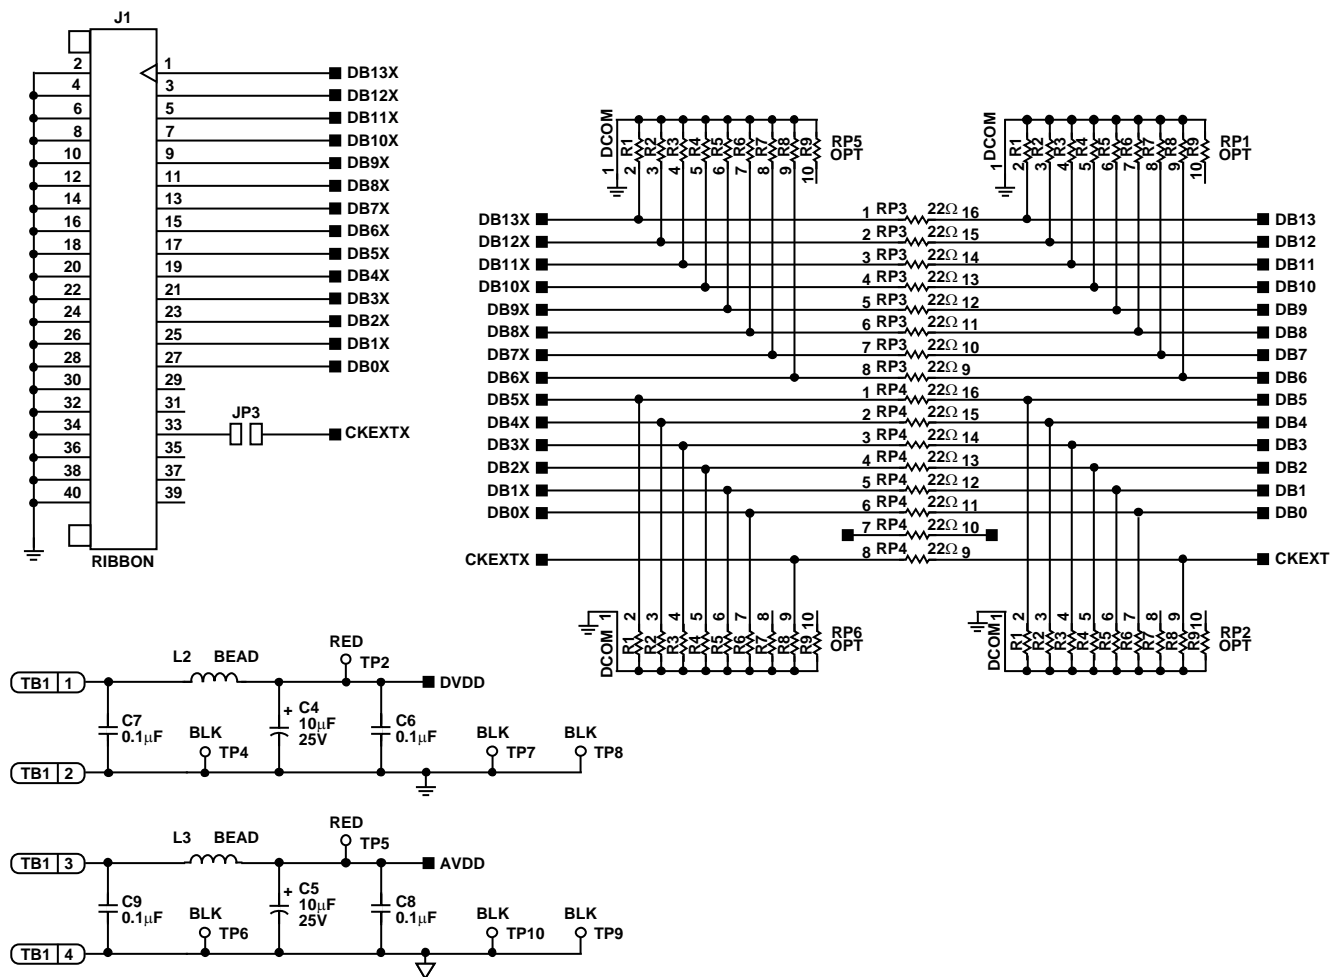 J1
2 1 DB13X
4 3 DB12X
6 5 DB11X
8 7 DB10X
10 9 DB9X
12 11 DB8X
14 13 DB7X
16 15 DB6X
18 17 DB5X
20 19 DB4X
22 21 DB3X
24 23 DB2X
26 25 DB1X
28 27 DB0X
30 29
32 31
34 33 JP3 CKEXTX
36 35
38 37
40 39
RIBBON
1 DCOM
2 R1
3 R2
4 R3
5 R4
6 R5
7 R6
8 R7
9 R8
10 R9
RP5
OPT
1 DCOM
2 R1
3 R2
4 R3
5 R4
6 R5
7 R6
8 R7
9 R8
10 R9
RP1
OPT
DB13X 1 RP3 22Ω 16 DB13
DB12X 2 RP3 22Ω 15 DB12
DB11X 3 RP3 22Ω 14 DB11
DB10X 4 RP3 22Ω 13 DB10
DB9X 5 RP3 22Ω 12 DB9
DB8X 6 RP3 22Ω 11 DB8
DB7X 7 RP3 22Ω 10 DB7
DB6X 8 RP3 22Ω 9 DB6
DB5X 1 RP4 22Ω 16 DB5
DB4X 2 RP4 22Ω 15 DB4
DB3X 3 RP4 22Ω 14 DB3
DB2X 4 RP4 22Ω 13 DB2
DB1X 5 RP4 22Ω 12 DB1
DB0X 6 RP4 22Ω 11 DB0
7 RP4 22Ω 10
CKEXTX 8 RP4 22Ω 9 CKEXT
DCOM 1
R1 2
R2 3
R3 4
R4 5
R5 6
R6 7
R7 8
R8 9
R9 10
RP6
OPT
DCOM 1
R1 2
R2 3
R3 4
R4 5
R5 6
R6 7
R7 8
R8 9
R9 10
RP2
OPT
TB1 1
L2 BEAD
RED
TP2
DVDD
C7
0.1μF
BLK
TP4
+ C4
10μF
25V
C6
0.1μF
BLK
TP7
BLK
TP8
TB1 2
TB1 3
L3 BEAD
RED
TP5
AVDD
C9
0.1μF
BLK
TP6
+ C5
10μF
25V
C8
0.1μF
BLK
TP10
BLK
TP9
TB1 4